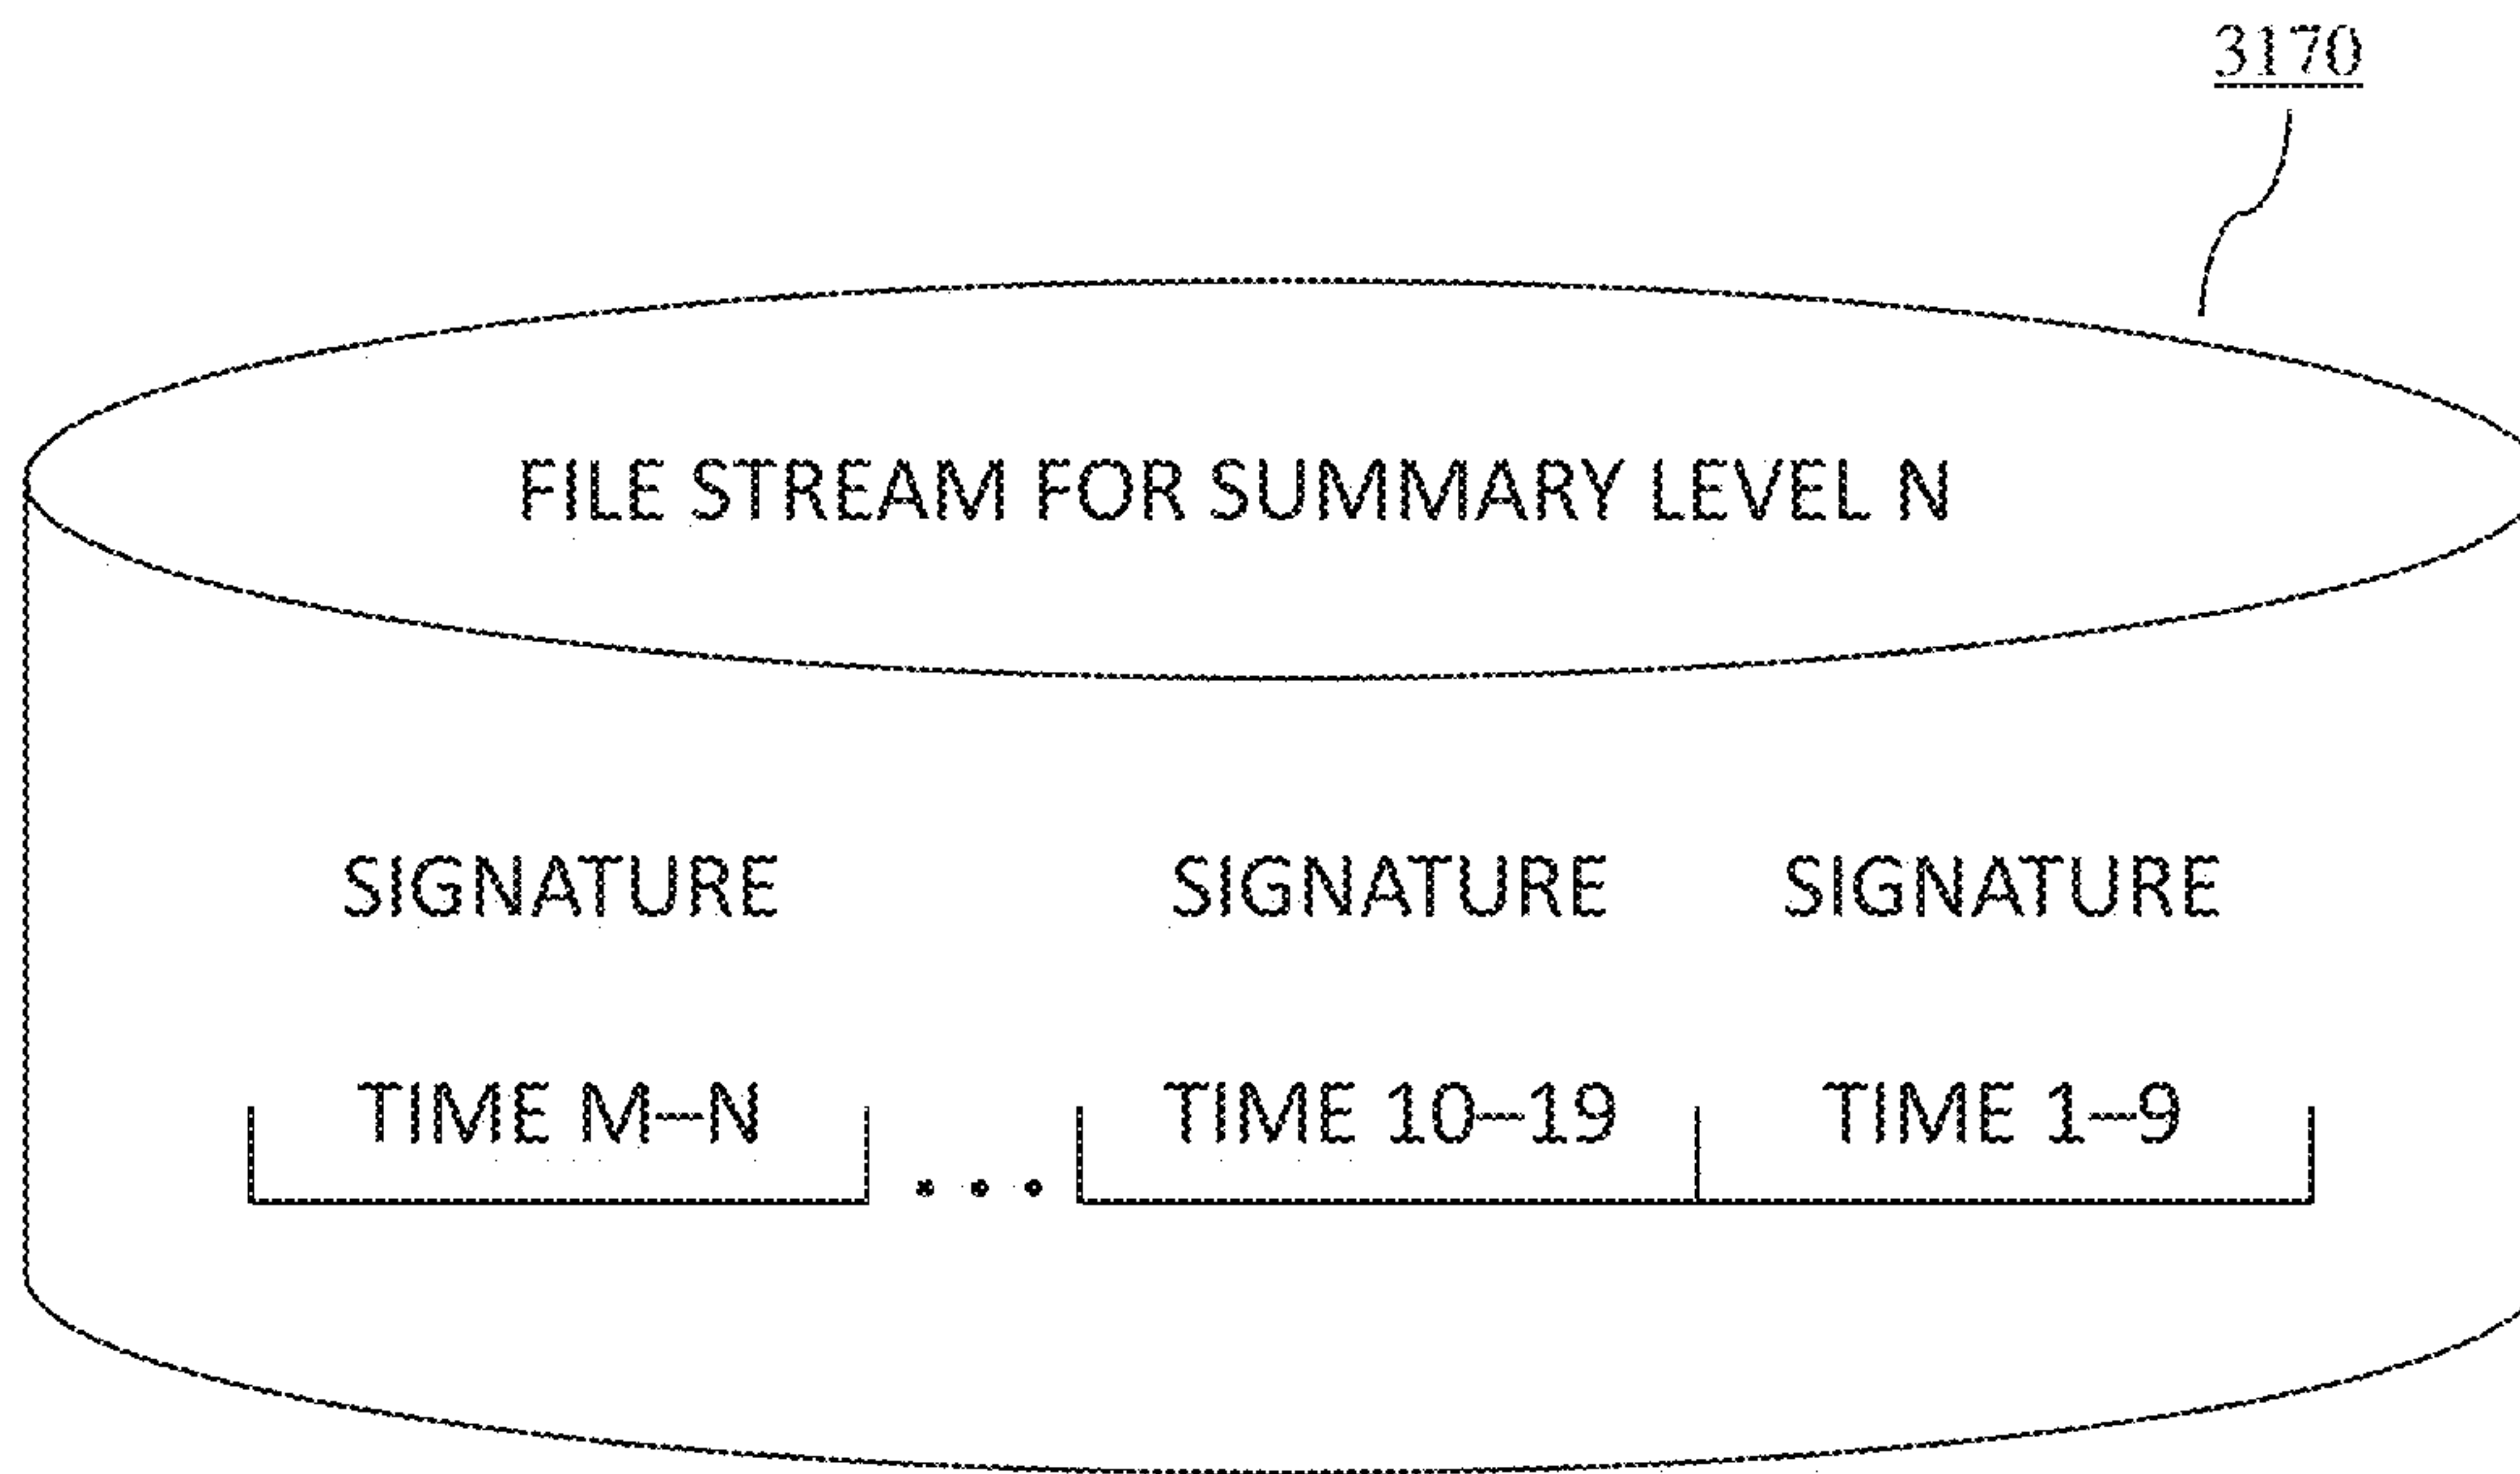 3170
FILE STREAM FOR SUMMARY LEVEL N
SIGNATURE SIGNATURE SIGNATURE
TIME M–N ... TIME 10–19 TIME 1–9